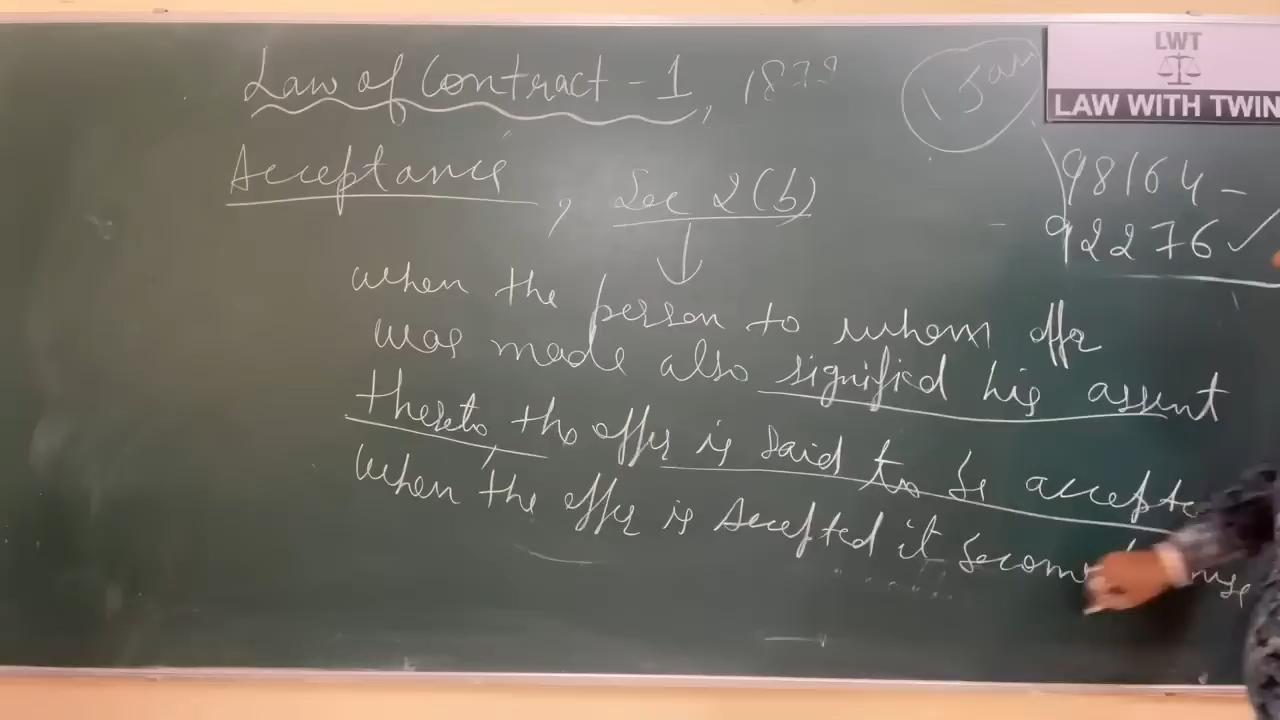 Law of Contract - 1, 1872
Acceptance, Sec 2(b)
when the person to whom offer
was made also signified his assent
thereto, the offer is said to be accepte
when the offer is Accepted it become
1 Jan
LWT
LAW WITH TWIN
98164-
92276